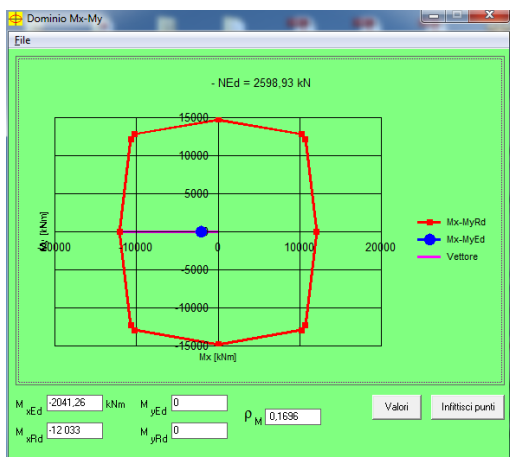 Dominio Mx-My
File
- NEd = 2598,93 kN
15000
10000
5000
-20000 -10000 0 10000 20000
-5000
-10000
-15000
Mx [kNm]
Mx-MyRd
Mx-MyEd
Vettore
M xEd -2041,26 kNm M yEd 0
M xRd -12 033 M yRd 0
ρ M 0,1696
Valori Infittisci punti